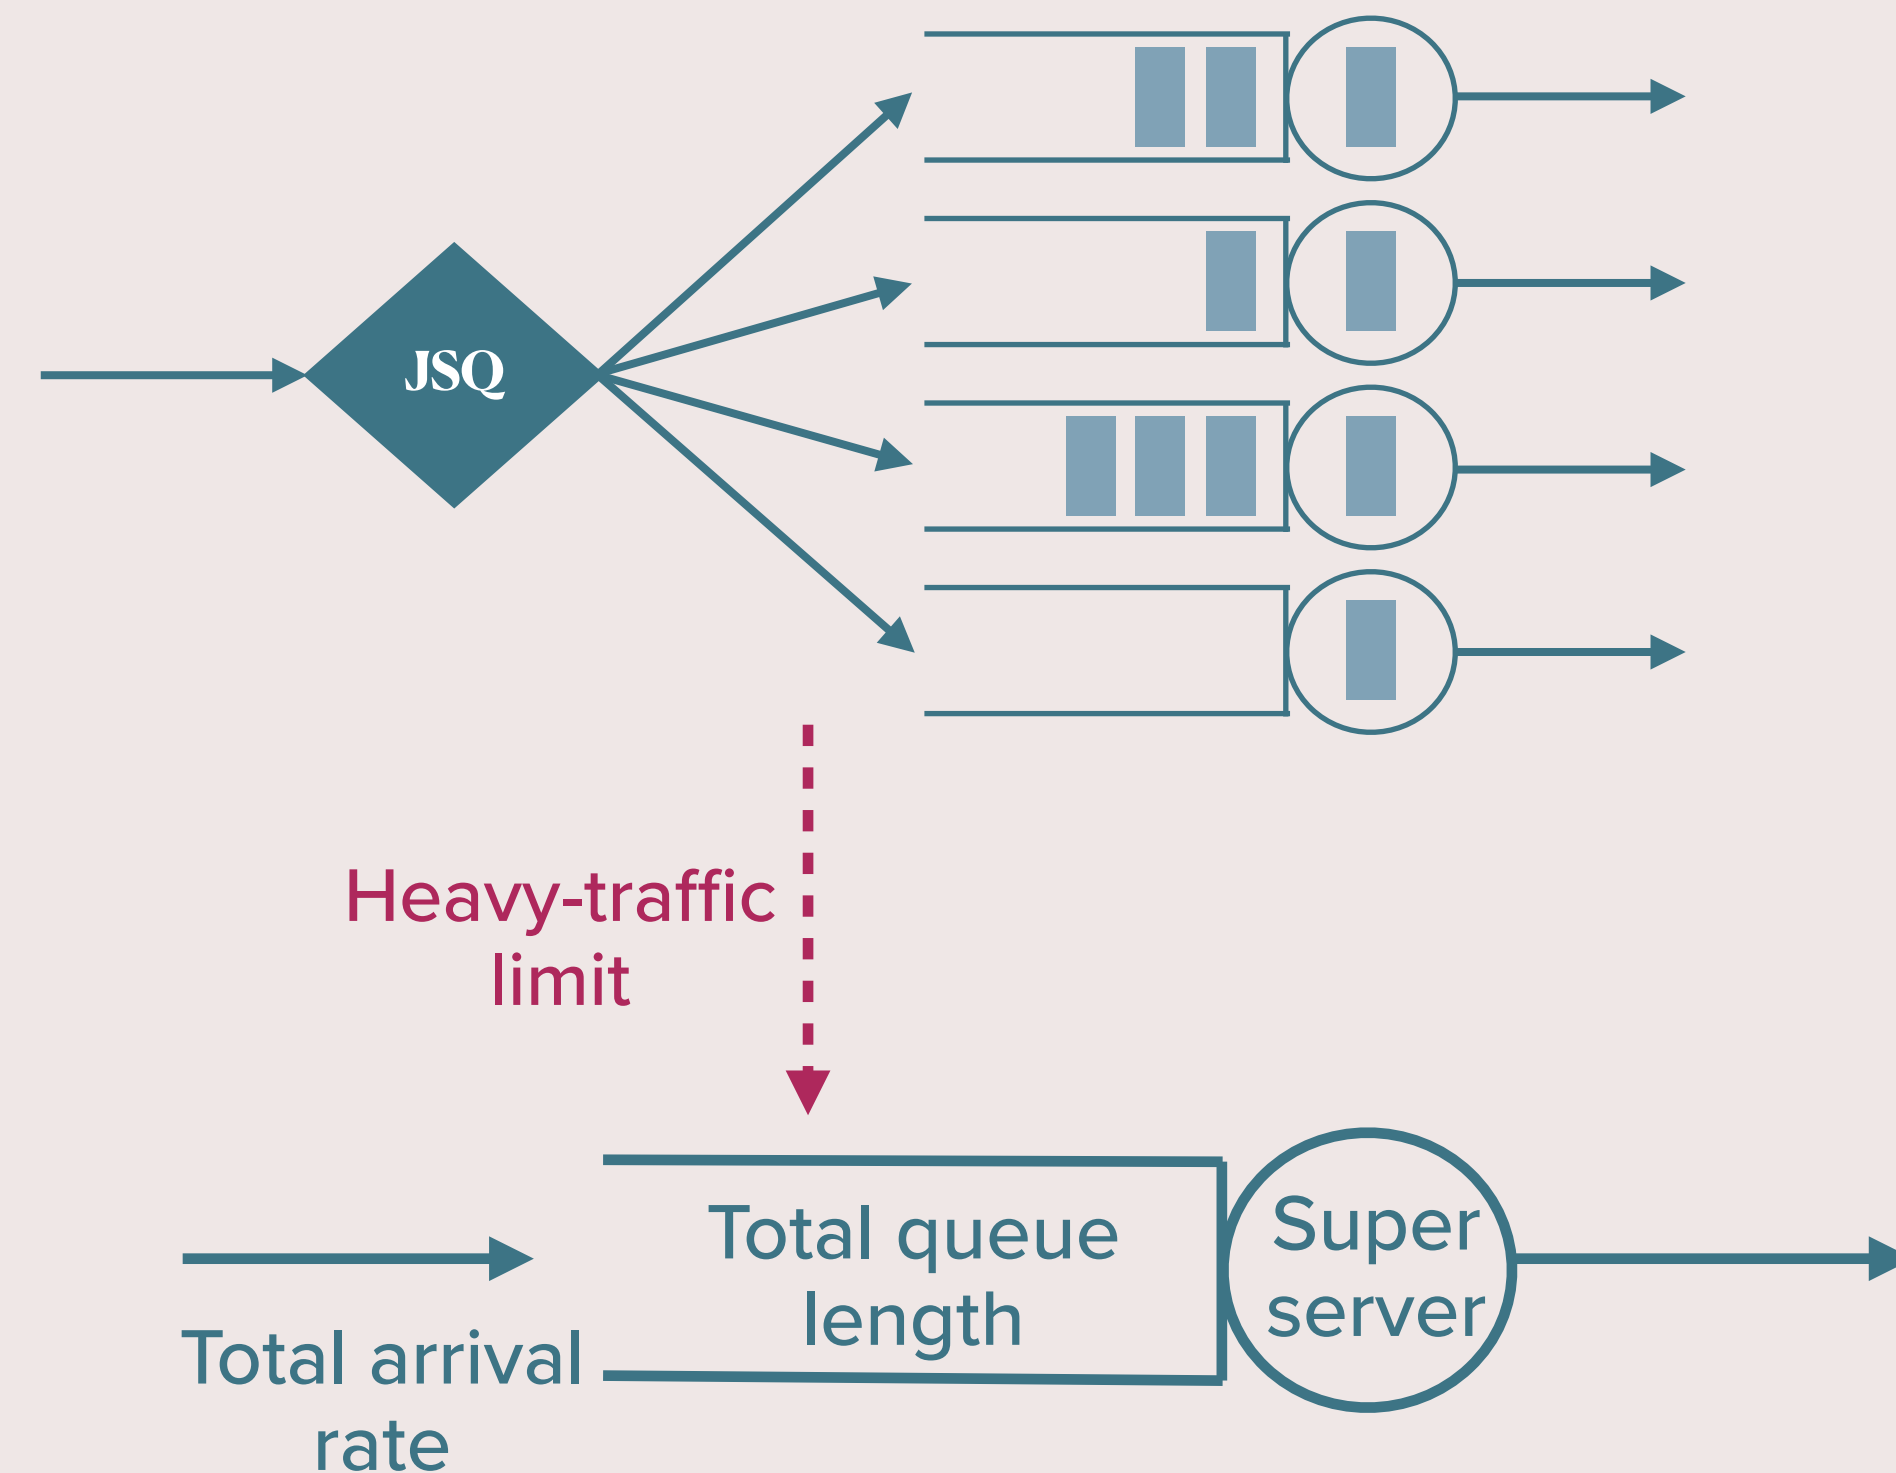 JSQ
Heavy-traffic
limit
Total queue
length
Super
server
Total arrival
rate